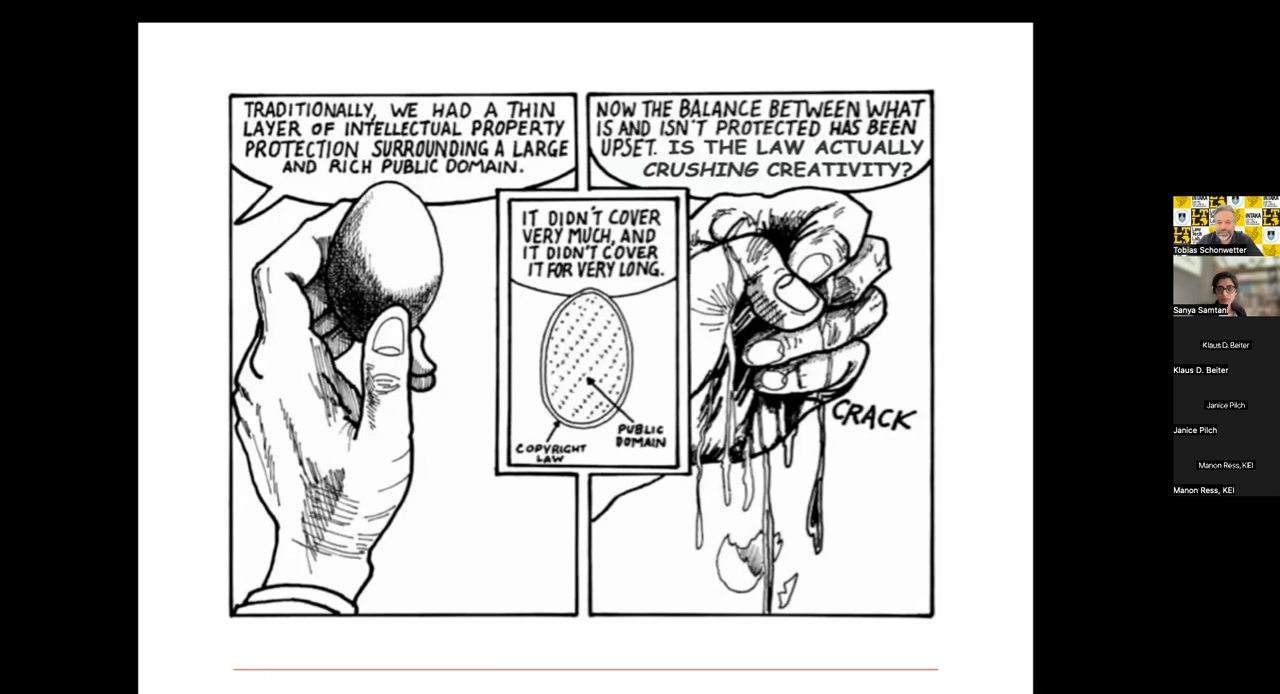 TRADITIONALLY, WE HAD A THIN
LAYER OF INTELLECTUAL PROPERTY
PROTECTION SURROUNDING A LARGE
AND RICH PUBLIC DOMAIN.
IT DIDN'T COVER
VERY MUCH, AND
IT DIDN'T COVER
IT FOR VERY LONG.
COPYRIGHT
LAW
PUBLIC
DOMAIN
NOW THE BALANCE BETWEEN WHAT
IS AND ISN'T PROTECTED HAS BEEN
UPSET. IS THE LAW ACTUALLY
CRUSHING CREATIVITY?
CRACK
INTAKA
Tobias Schonwetter
Sanya Samtani
Klaus D. Beiter
Klaus D. Beiter
Janice Pilch
Janice Pilch
Manon Ress, KEI
Manon Ress, KEI